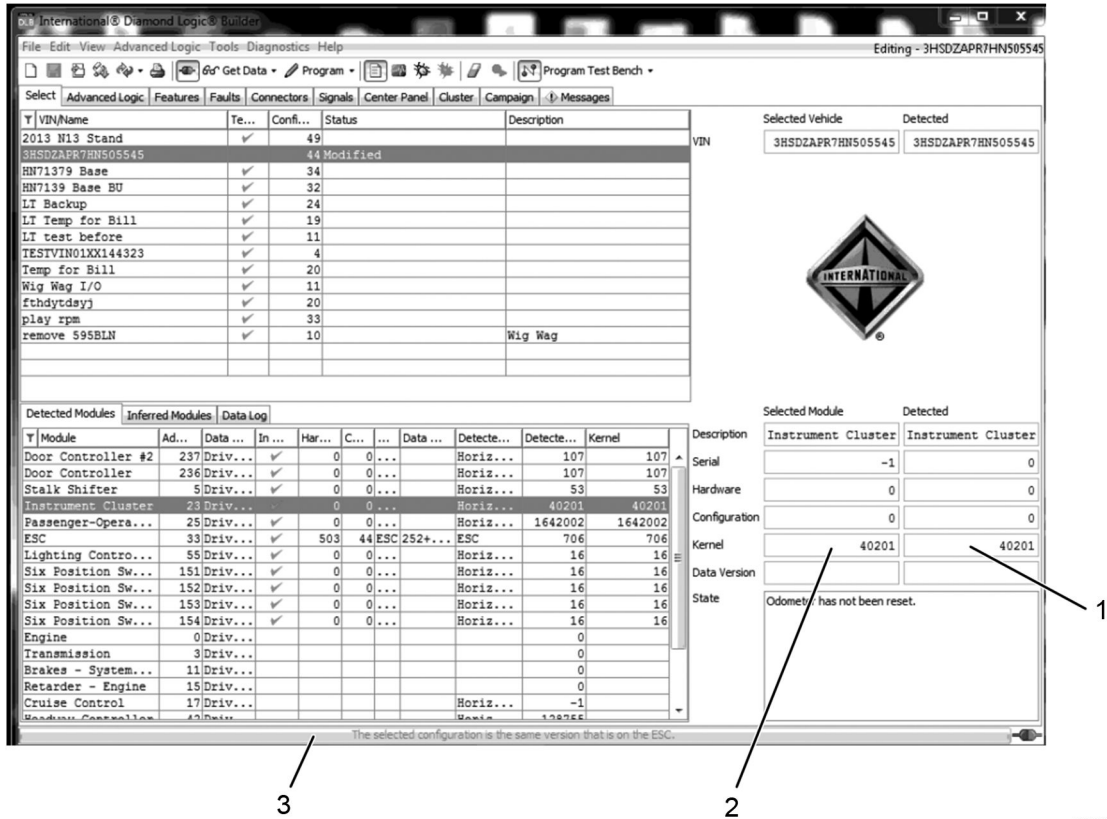 International® Diamond Logic® Builder
File Edit View Advanced Logic Tools Diagnostics Help Editing - 3HSDZAPR7HN505545
Get Data Program Program Test Bench
Select Advanced Logic Features Faults Connectors Signals Center Panel Cluster Campaign Messages
VIN/Name Te... Confi... Status Description
2013 N13 Stand 49
3HSDZAPR7HN505545 44 Modified
HN71379 Base 34
HN7139 Base BU 32
LT Backup 24
LT Temp for Bill 19
LT test before 11
TESTVIN01XX144323 4
Temp for Bill 20
Wig Wag I/O 11
fthdytdsyj 20
play rpm 33
remove 595BLN 10 Wig Wag
Selected Vehicle Detected
VIN 3HSDZAPR7HN505545 3HSDZAPR7HN505545
INTERNATIONAL ®
Detected Modules Inferred Modules Data Log
Module Ad... Data ... In ... Har... C... ... Data ... Detecte... Detecte... Kernel
Door Controller #2 237 Driv... 0 0 ... Horiz... 107 107
Door Controller 236 Driv... 0 0 ... Horiz... 107 107
Stalk Shifter 5 Driv... 0 0 ... Horiz... 53 53
Instrument Cluster 23 Driv... 0 0 ... Horiz... 40201 40201
Passenger-Opera... 25 Driv... 0 0 ... Horiz... 1642002 1642002
ESC 33 Driv... 503 44 ESC 252+... ESC 706 706
Lighting Contro... 55 Driv... 0 0 ... Horiz... 16 16
Six Position Sw... 151 Driv... 0 0 ... Horiz... 16 16
Six Position Sw... 152 Driv... 0 0 ... Horiz... 16 16
Six Position Sw... 153 Driv... 0 0 ... Horiz... 16 16
Six Position Sw... 154 Driv... 0 0 ... Horiz... 16 16
Engine 0 Driv... 0
Transmission 3 Driv... 0
Brakes - System... 11 Driv... 0
Retarder - Engine 15 Driv... 0
Cruise Control 17 Driv... Horiz... -1
Selected Module Detected
Description Instrument Cluster Instrument Cluster
Serial -1 0
Hardware 0 0
Configuration 0 0
Kernel 40201 40201
Data Version
State Odometer has not been reset.
The selected configuration is the same version that is on the ESC.
1
2
3